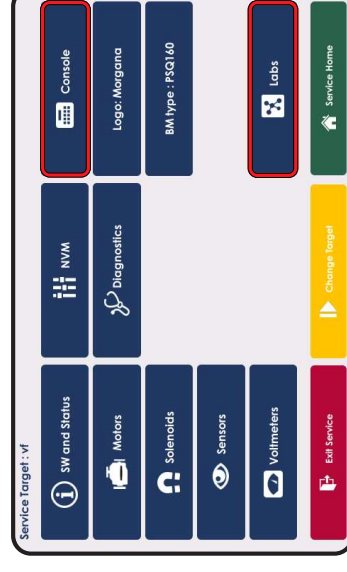 Service Target : vf
SW and Status
NVM
Console
Motors
Diagnostics
Logo: Morgana
Solenoids
BM type : PSQ160
Sensors
Voltmeters
Labs
Exit Service
Change Target
Service Home